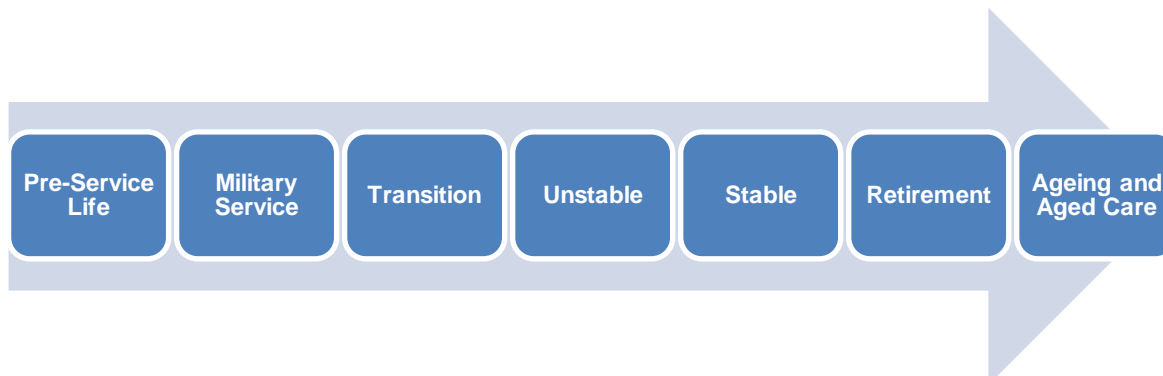 Pre-Service
Life
Military
Service
Transition
Unstable
Stable
Retirement
Ageing and
Aged Care